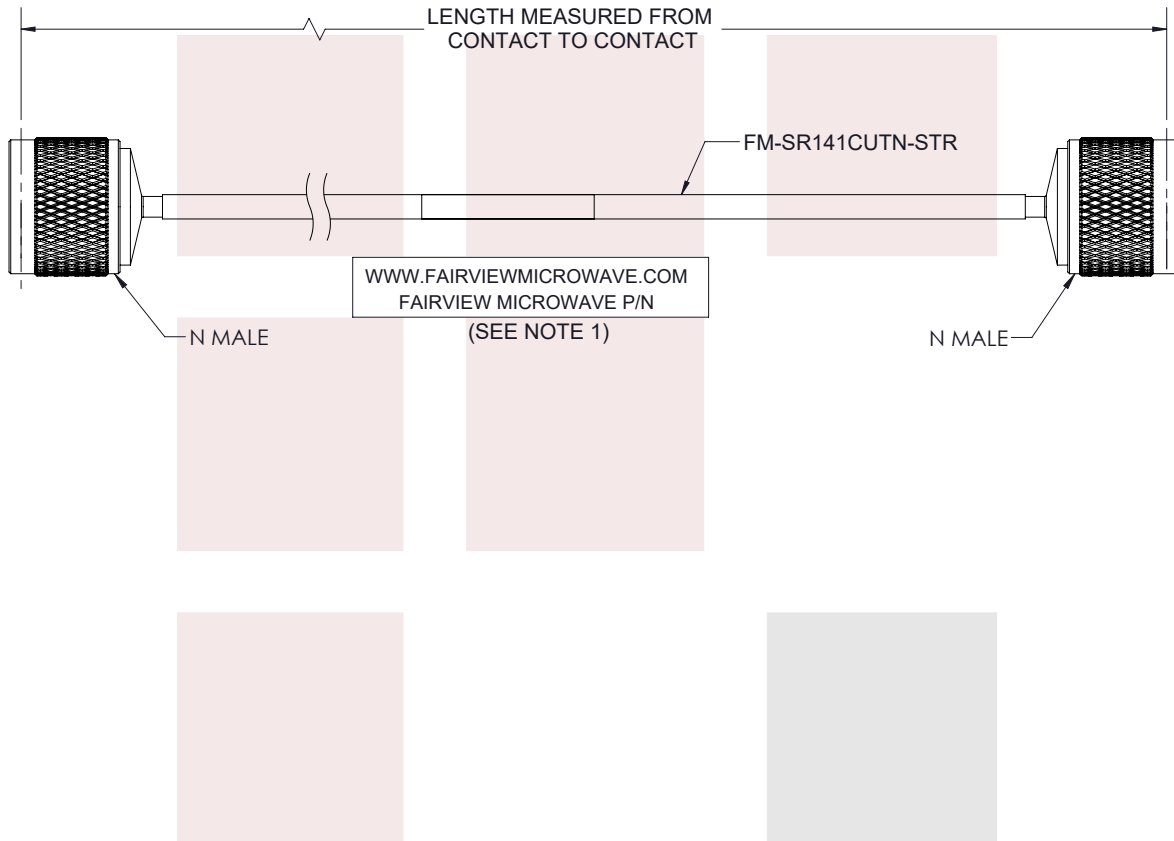 LENGTH MEASURED FROM
CONTACT TO CONTACT
FM-SR141CUTN-STR
WWW.FAIRVIEWMICROWAVE.COM
FAIRVIEW MICROWAVE P/N
(SEE NOTE 1)
N MALE
N MALE